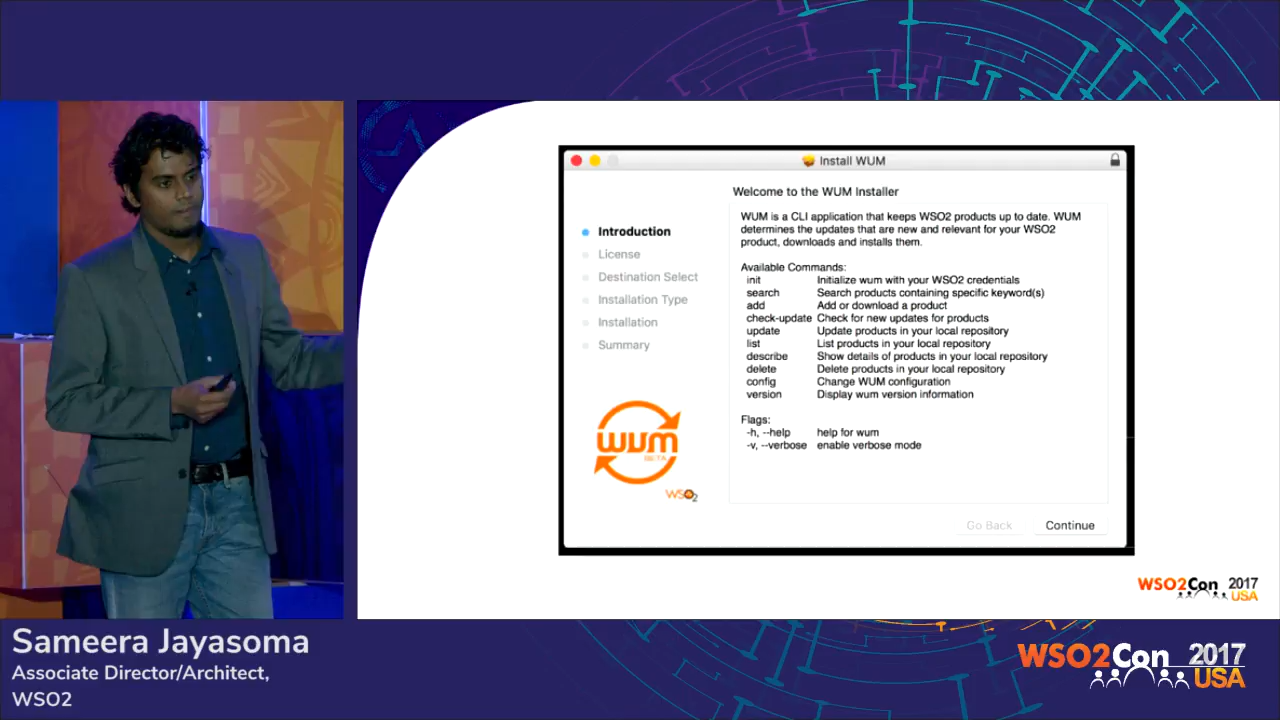 Install WUM
Welcome to the WUM Installer
Introduction
License
Destination Select
Installation Type
Installation
Summary
WUM is a CLI application that keeps WSO2 products up to date. WUM
determines the updates that are new and relevant for your WSO2
product, downloads and installs them.
Available Commands:
init Initialize wum with your WSO2 credentials
search Search products containing specific keyword(s)
add Add or download a product
check-update Check for new updates for products
update Update products in your local repository
list List products in your local repository
describe Show details of products in your local repository
delete Delete products in your local repository
config Change WUM configuration
version Display wum version information
Flags:
-h, --help help for wum
-v, --verbose enable verbose mode
wum
BETA
WSO2
Go Back Continue
WSO2Con 2017
USA
Sameera Jayasoma
Associate Director/Architect,
WSO2
WSO2Con 2017
USA